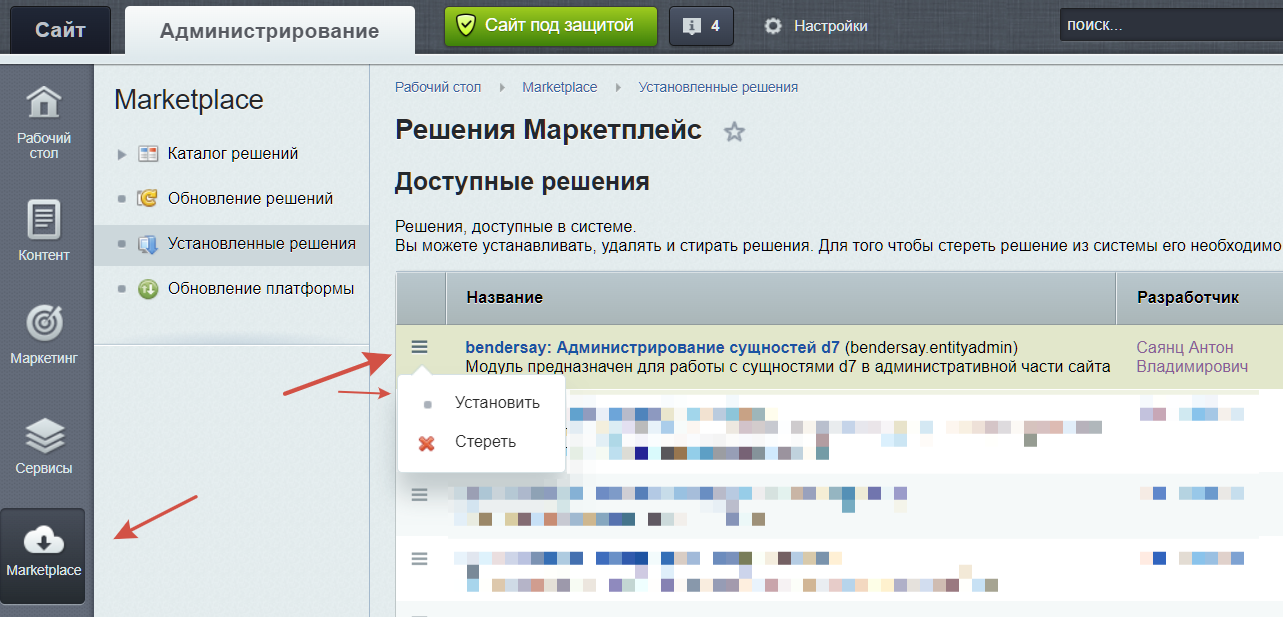 Сайт
Администрирование
Сайт под защитой
4
Настройки
поиск...
Рабочий
стол
Контент
Маркетинг
Сервисы
Marketplace
Marketplace
Каталог решений
Обновление решений
Установленные решения
Обновление платформы
Рабочий стол
Marketplace
Установленные решения
Решения Маркетплейс
Доступные решения
Решения, доступные в системе.
Вы можете устанавливать, удалять и стирать решения. Для того чтобы стереть решение из системы его необходимо
Название
Разработчик
bendersay: Администрирование сущностей d7 (bendersay.entityadmin)
Модуль предназначен для работы с сущностями d7 в административной части сайта
Саянц Антон
Владимирович
Установить
Стереть